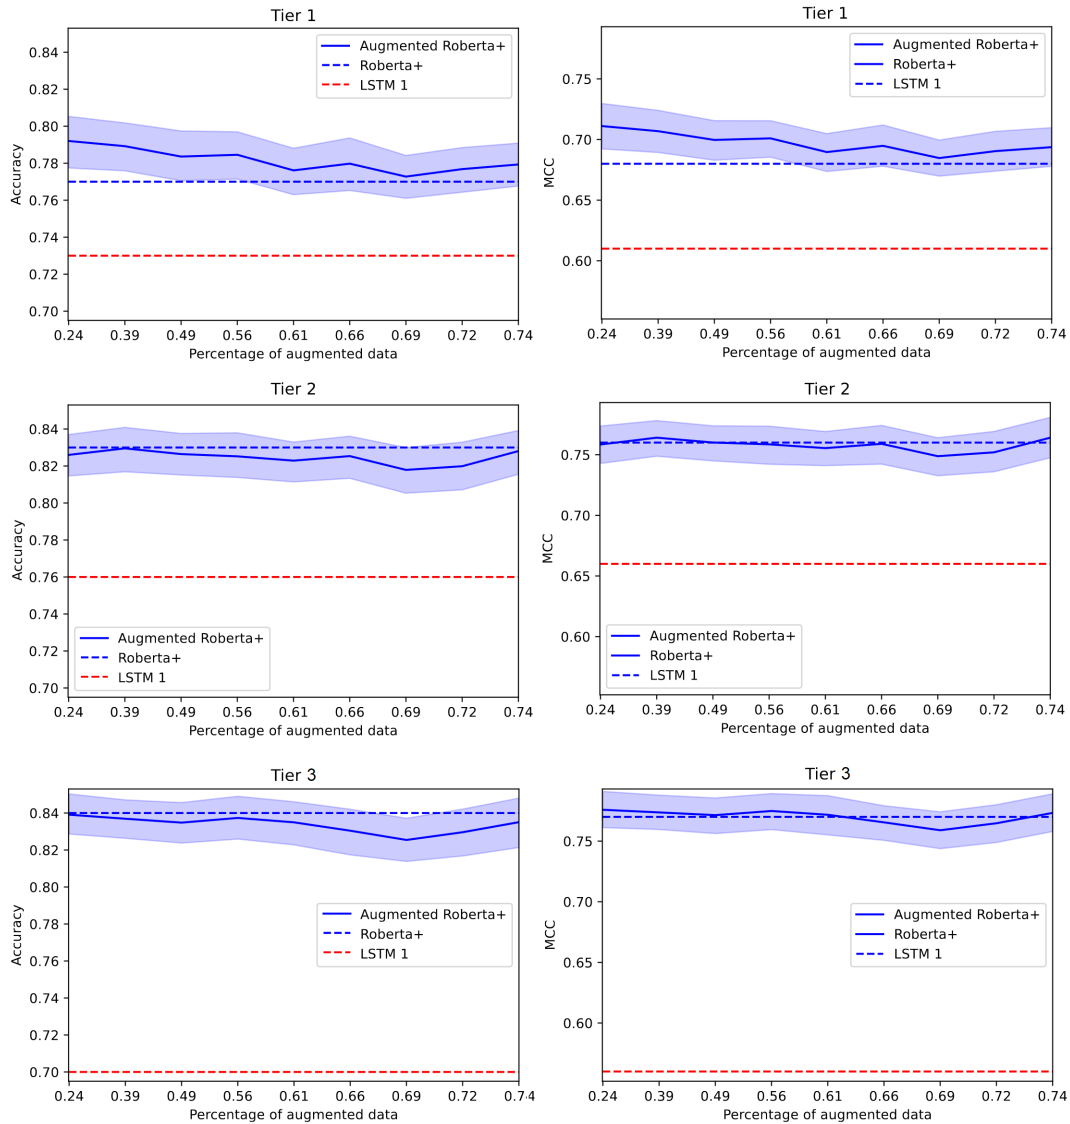 Tier 1
0.84
0.82
0.80
0.78
0.76
0.74
0.72
0.70
Accuracy
Augmented Roberta+
Roberta+
LSTM 1
0.24 0.39 0.49 0.56 0.61 0.66 0.69 0.72 0.74
Percentage of augmented data
Tier 1
0.75
0.70
0.65
0.60
MCC
Augmented Roberta+
Roberta+
LSTM 1
0.24 0.39 0.49 0.56 0.61 0.66 0.69 0.72 0.74
Percentage of augmented data
Tier 2
0.84
0.82
0.80
0.78
0.76
0.74
0.72
0.70
Accuracy
Augmented Roberta+
Roberta+
LSTM 1
0.24 0.39 0.49 0.56 0.61 0.66 0.69 0.72 0.74
Percentage of augmented data
Tier 2
0.75
0.70
0.65
0.60
MCC
Augmented Roberta+
Roberta+
LSTM 1
0.24 0.39 0.49 0.56 0.61 0.66 0.69 0.72 0.74
Percentage of augmented data
Tier 3
0.84
0.82
0.80
0.78
0.76
0.74
0.72
0.70
Accuracy
Augmented Roberta+
Roberta+
LSTM 1
0.24 0.39 0.49 0.56 0.61 0.66 0.69 0.72 0.74
Percentage of augmented data
Tier 3
0.75
0.70
0.65
0.60
MCC
Augmented Roberta+
Roberta+
LSTM 1
0.24 0.39 0.49 0.56 0.61 0.66 0.69 0.72 0.74
Percentage of augmented data